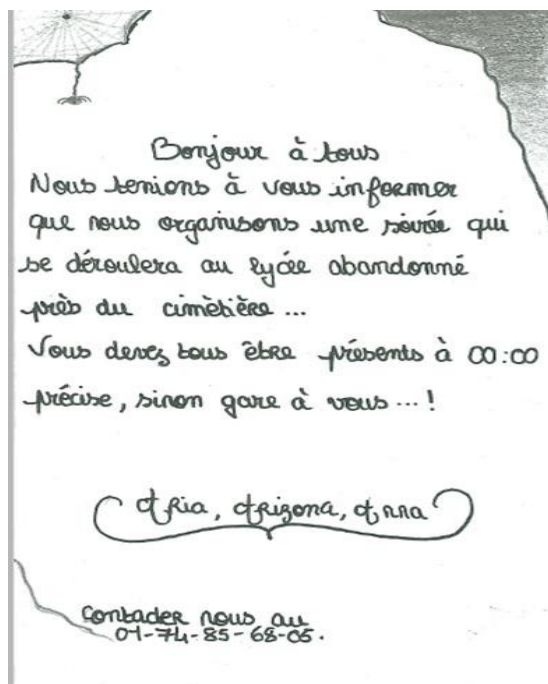 Bonjour à tous
Nous tenions à vous informer
que nous organisons une soirée qui
se déroulera au lycée abandonné
près du cimètière ...
Vous devez tous être présents à 00:00
précise, sinon gare à vous ... !
Aria, Arizona, Anna
Contacter nous au
01-74-85-68-05.